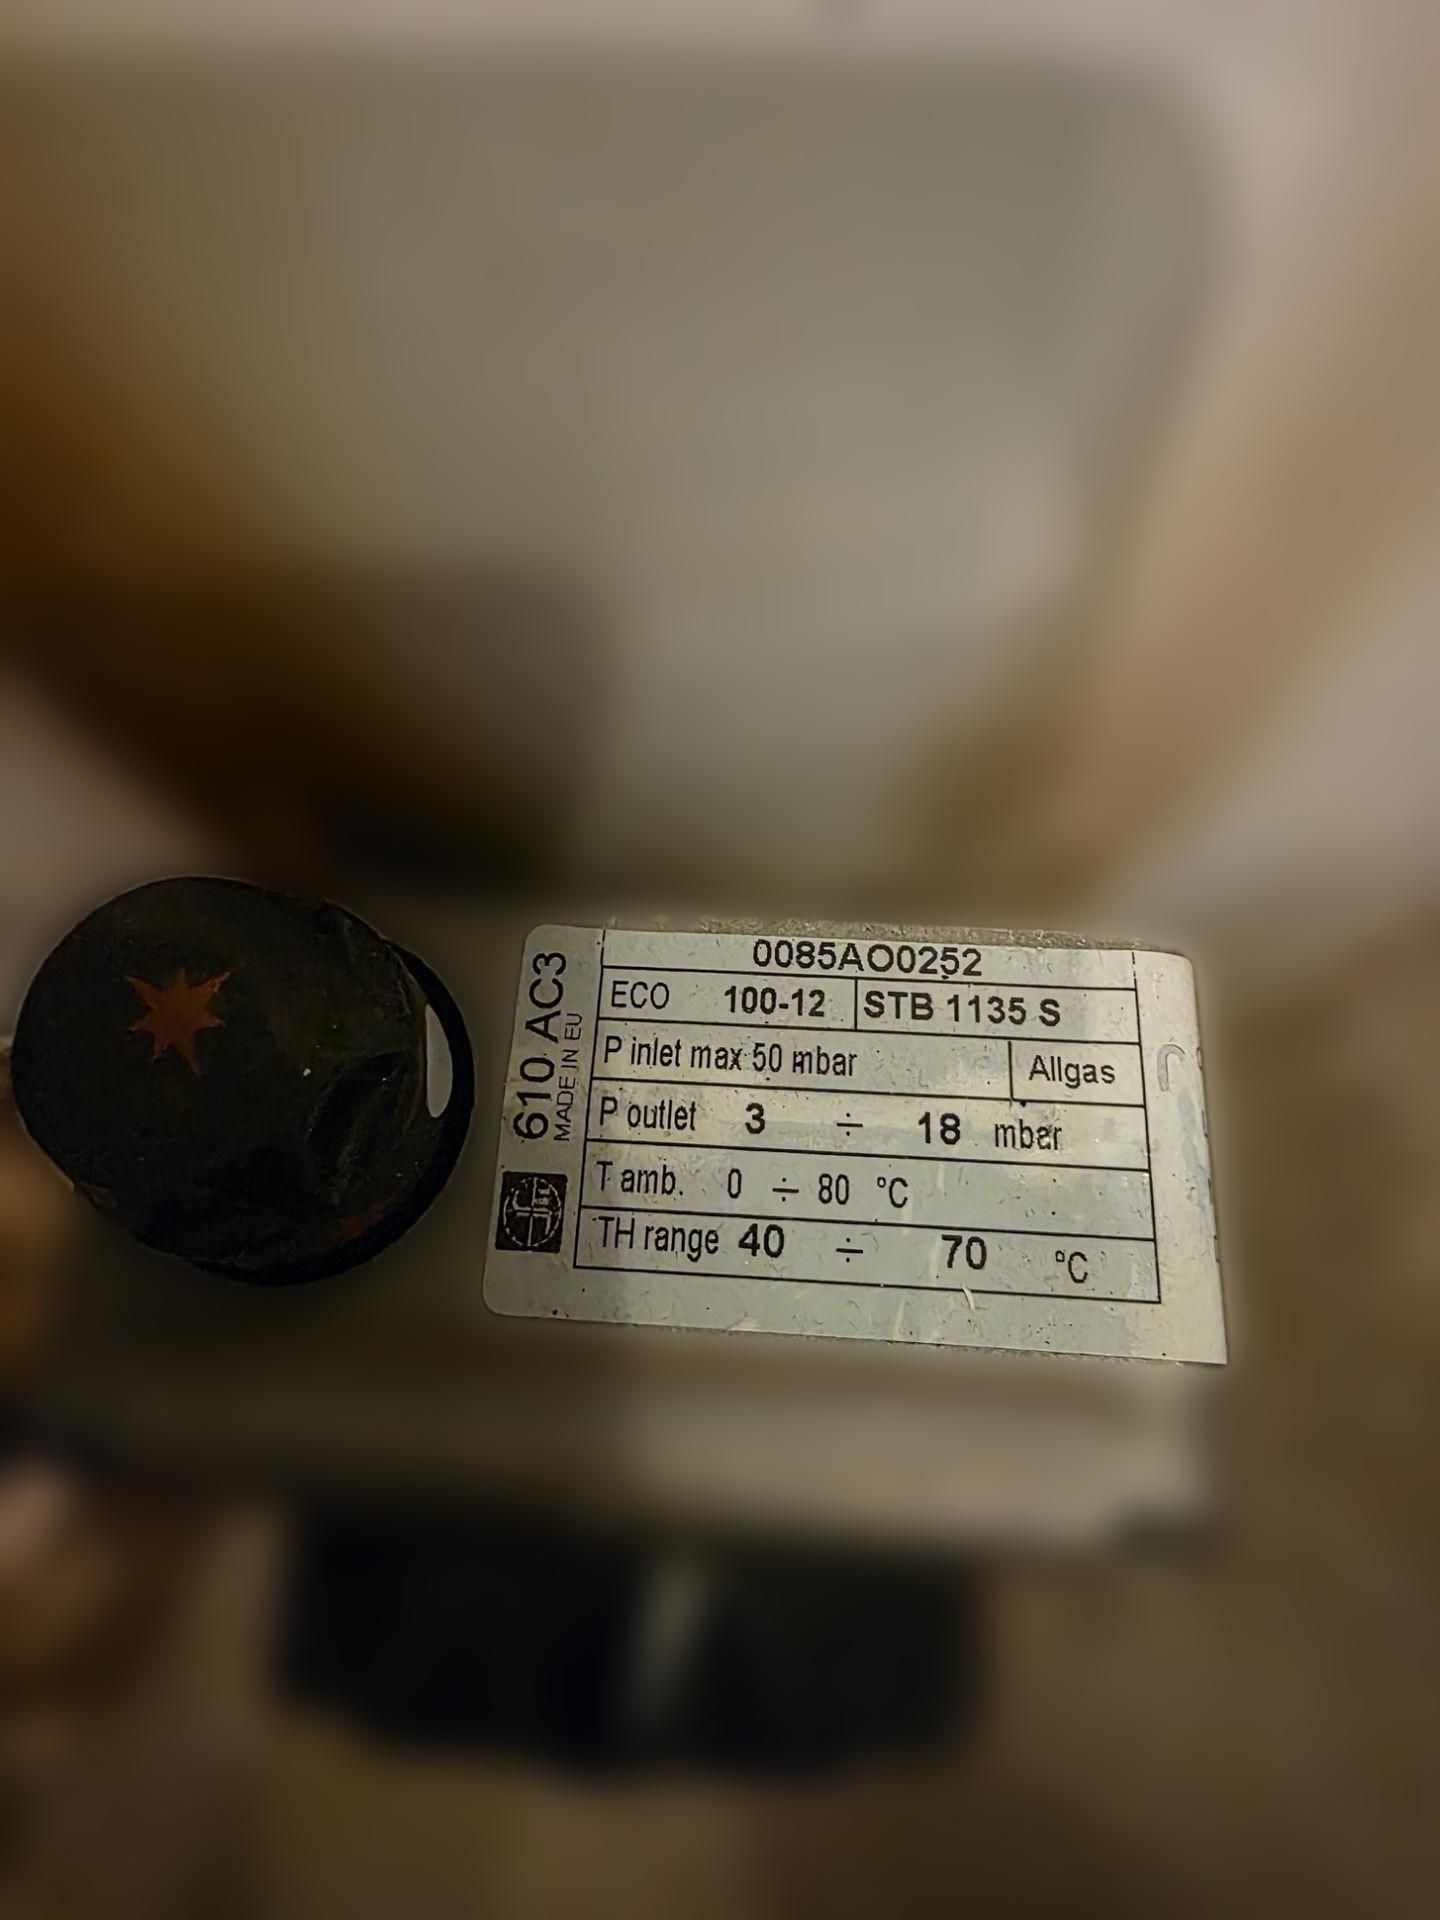 610 AC3
MADE IN EU
0085AO0252
ECO 100-12 STB 1135 S
P inlet max 50 mbar Allgas
P outlet 3 ÷ 18 mbar
T amb. 0 ÷ 80 °C
TH range 40 ÷ 70 °C